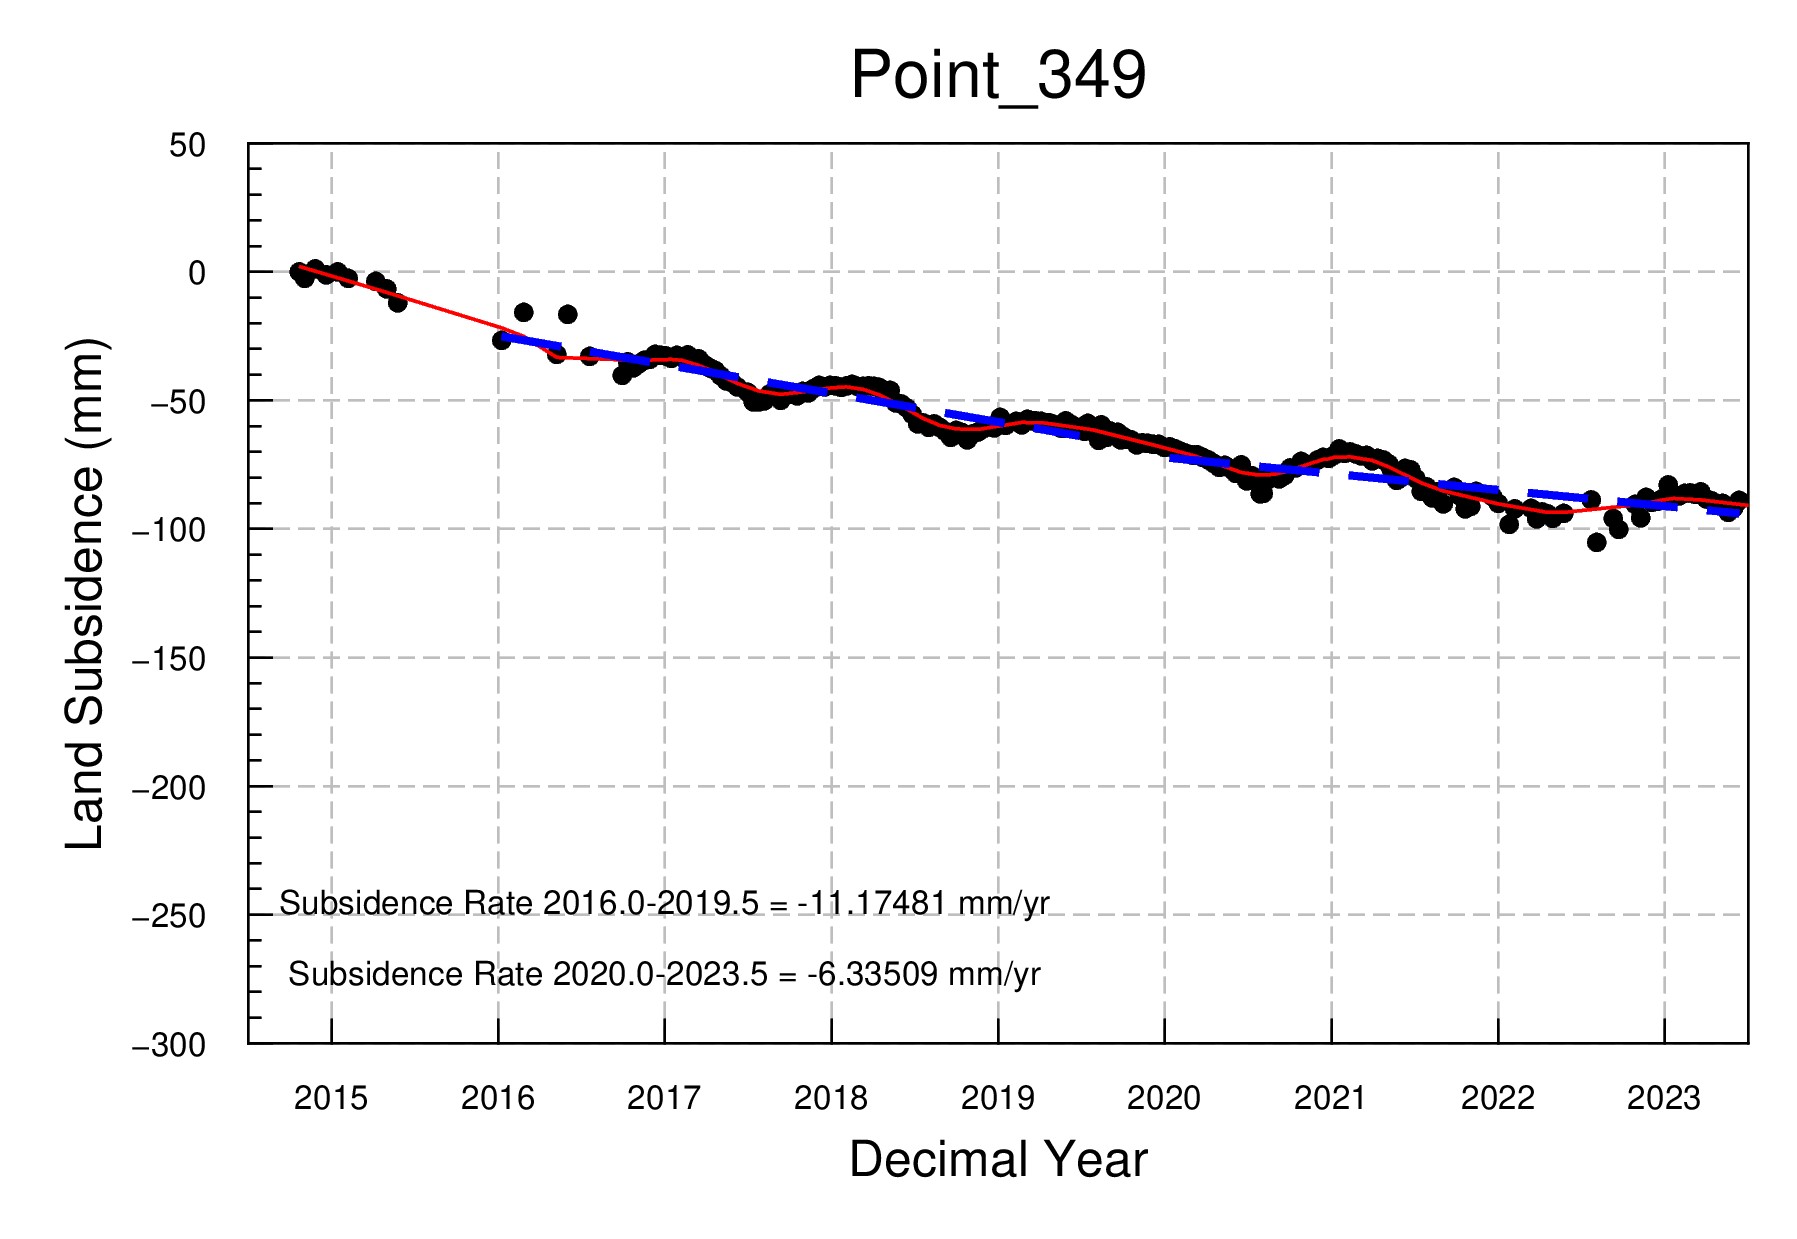 Point_349
50
0
−50
−100
−150
−200
−250
−300
Land Subsidence (mm)
Subsidence Rate 2016.0-2019.5 = -11.17481 mm/yr
Subsidence Rate 2020.0-2023.5 = -6.33509 mm/yr
2015 2016 2017 2018 2019 2020 2021 2022 2023
Decimal Year